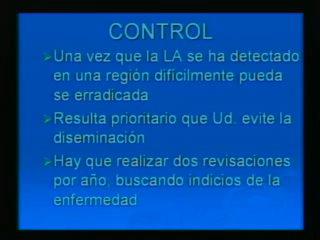 CONTROL
Una vez que la LA se ha detectado
en una región difícilmente pueda
se erradicada
Resulta prioritario que Ud. evite la
diseminación
Hay que realizar dos revisaciones
por año, buscando indicios de la
enfermedad